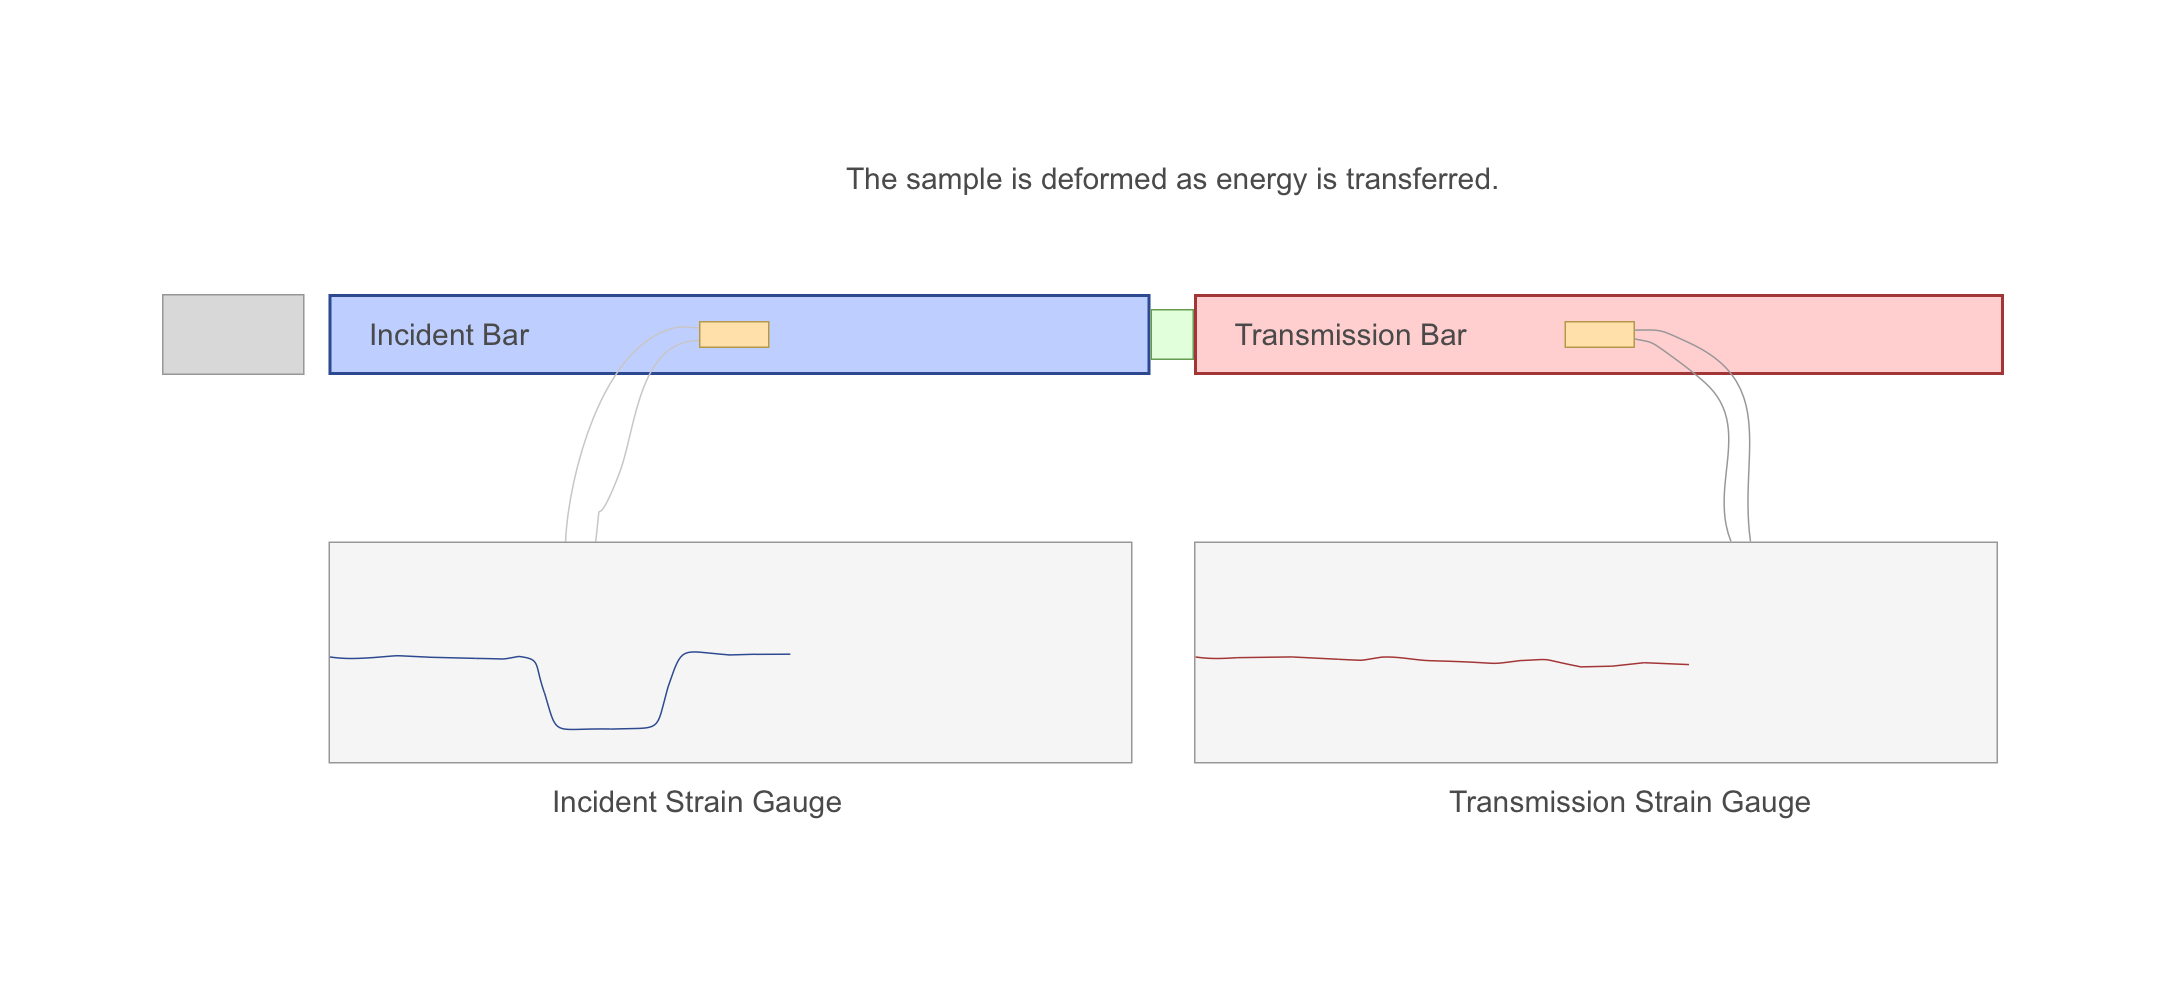 The sample is deformed as energy is transferred.
Incident Bar
Transmission Bar
Incident Strain Gauge
Transmission Strain Gauge